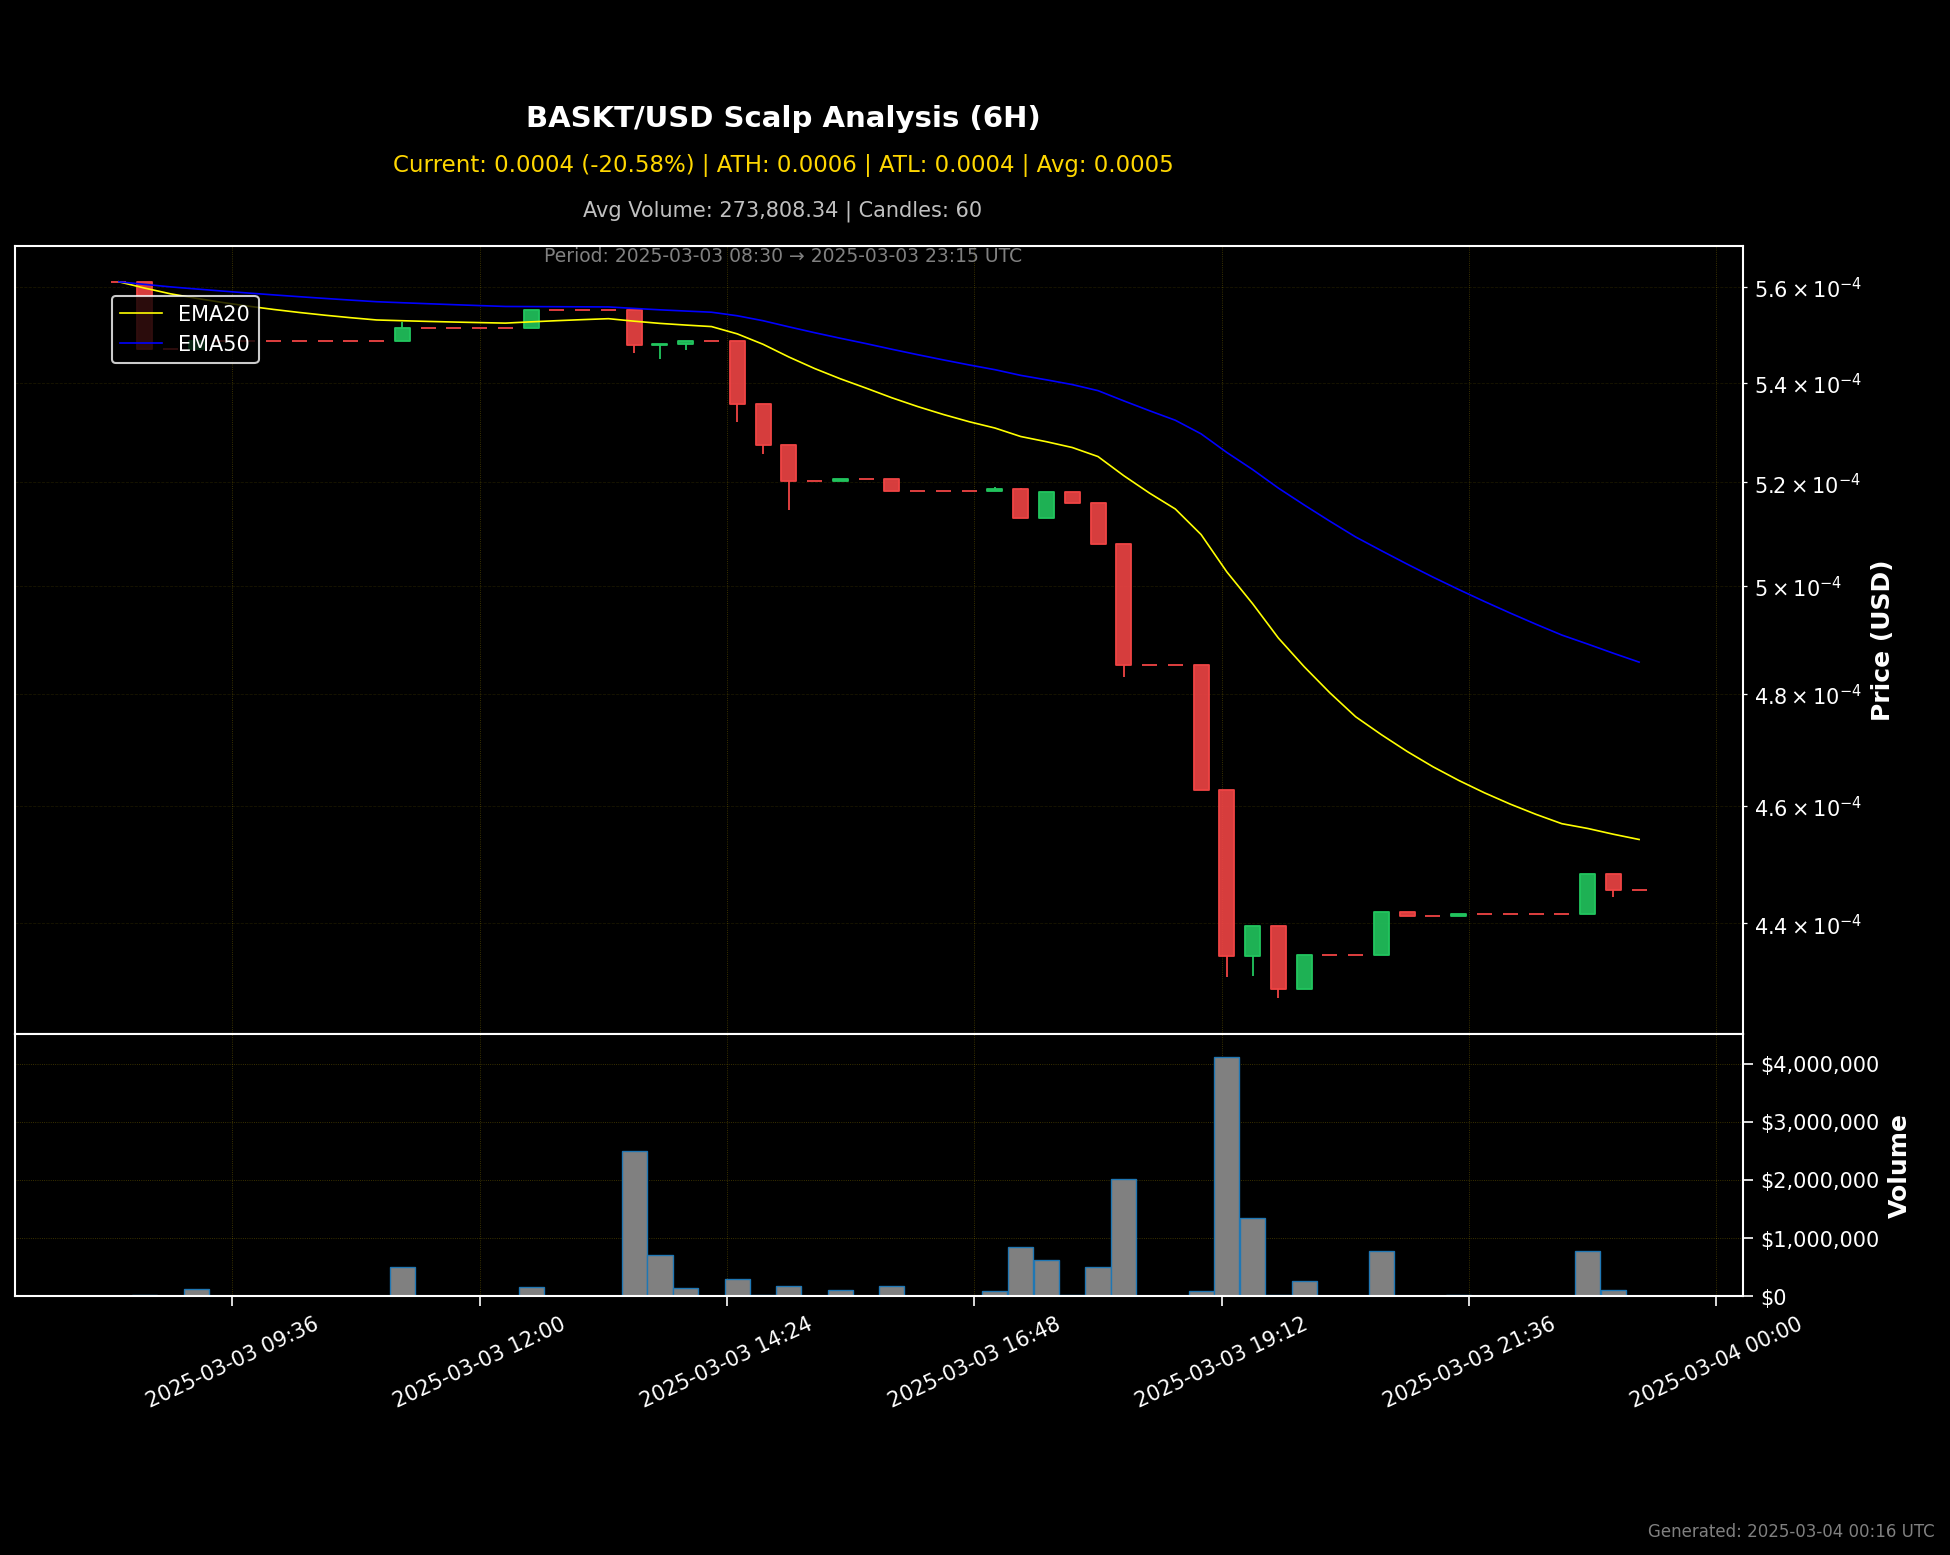 BASKT/USD Scalp Analysis (6H)
Current: 0.0004 (-20.58%) | ATH: 0.0006 | ATL: 0.0004 | Avg: 0.0005
Avg Volume: 273,808.34 | Candles: 60
Period: 2025-03-03 08:30 → 2025-03-03 23:15 UTC
EMA20
EMA50
5.6 × 10⁻⁴
5.4 × 10⁻⁴
5.2 × 10⁻⁴
5 × 10⁻⁴
4.8 × 10⁻⁴
4.6 × 10⁻⁴
4.4 × 10⁻⁴
Price (USD)
$4,000,000
$3,000,000
$2,000,000
$1,000,000
$0
Volume
2025-03-03 09:36
2025-03-03 12:00
2025-03-03 14:24
2025-03-03 16:48
2025-03-03 19:12
2025-03-03 21:36
2025-03-04 00:00
Generated: 2025-03-04 00:16 UTC